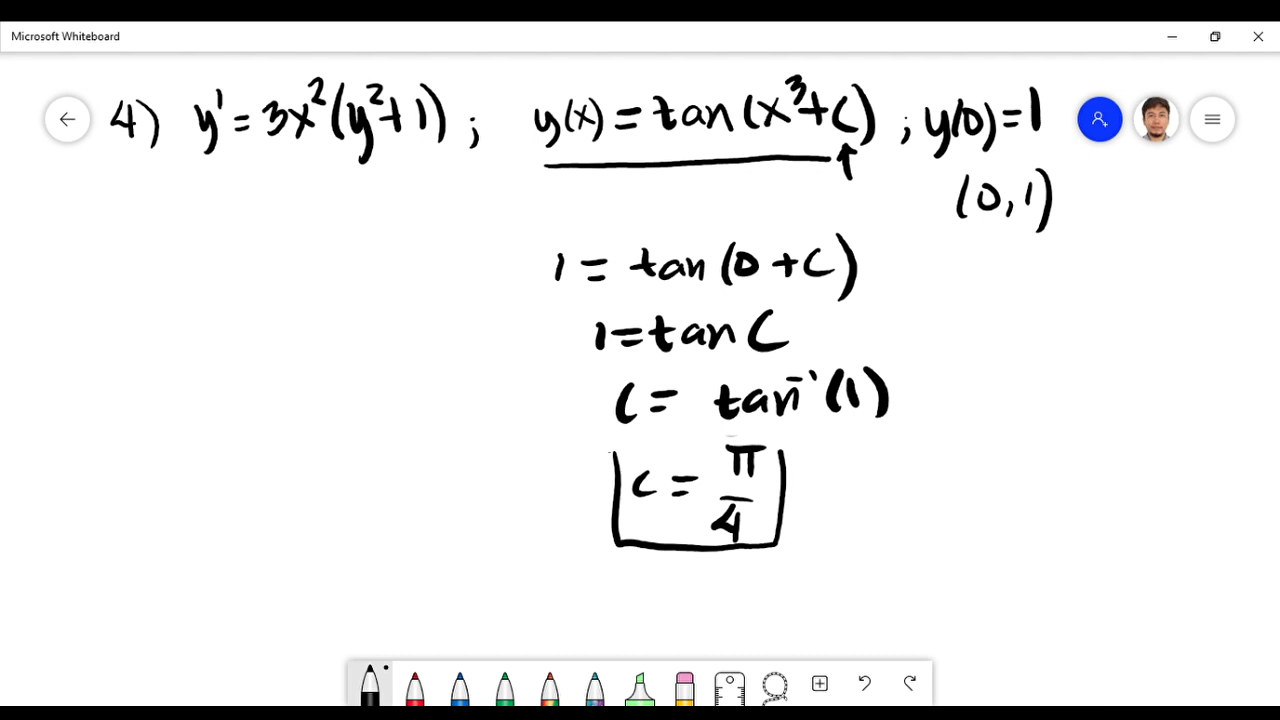 Microsoft Whiteboard
4) y' = 3x²(y²+1) ; y(x) = tan(x³+C) ; y(0)=1
(0,1)
1 = tan(0+C)
1 = tan C
C = tan⁻¹(1)
C = π/4